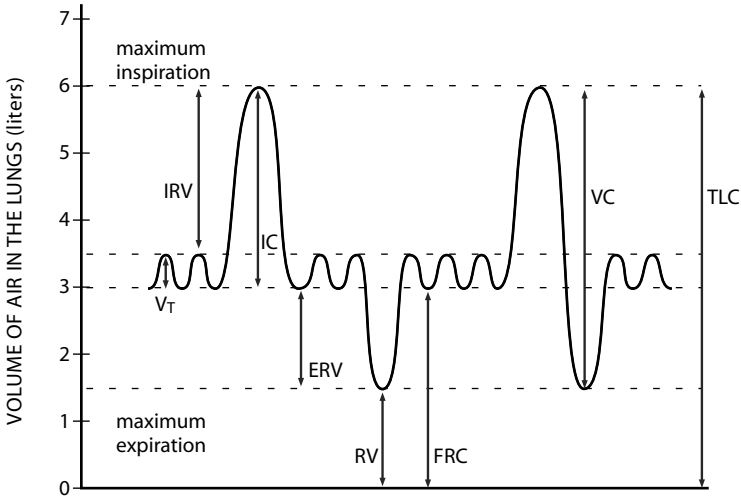 VOLUME OF AIR IN THE LUNGS (liters)
7
6
5
4
3
2
1
0
maximum
inspiration
IRV
IC
VC
TLC
VT
ERV
maximum
expiration
RV
FRC